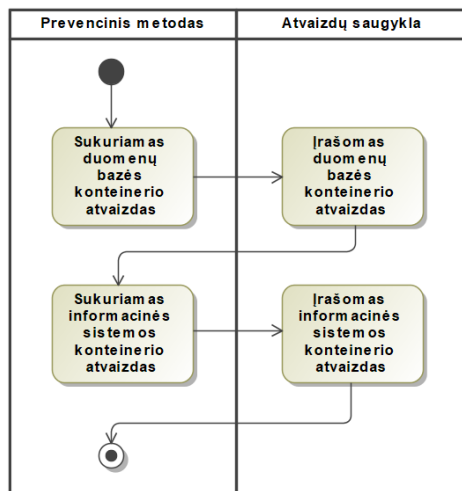 Prevencinis metodas
Atvaizdų saugykla
Sukuriamas
duomenų
bazės
konteinerio
atvaizdas
Įrašomas
duomenų
bazės
konteinerio
atvaizdas
Sukuriamas
informacinės
sistemos
konteinerio
atvaizdas
Įrašomas
informacinės
sistemos
konteinerio
atvaizdas